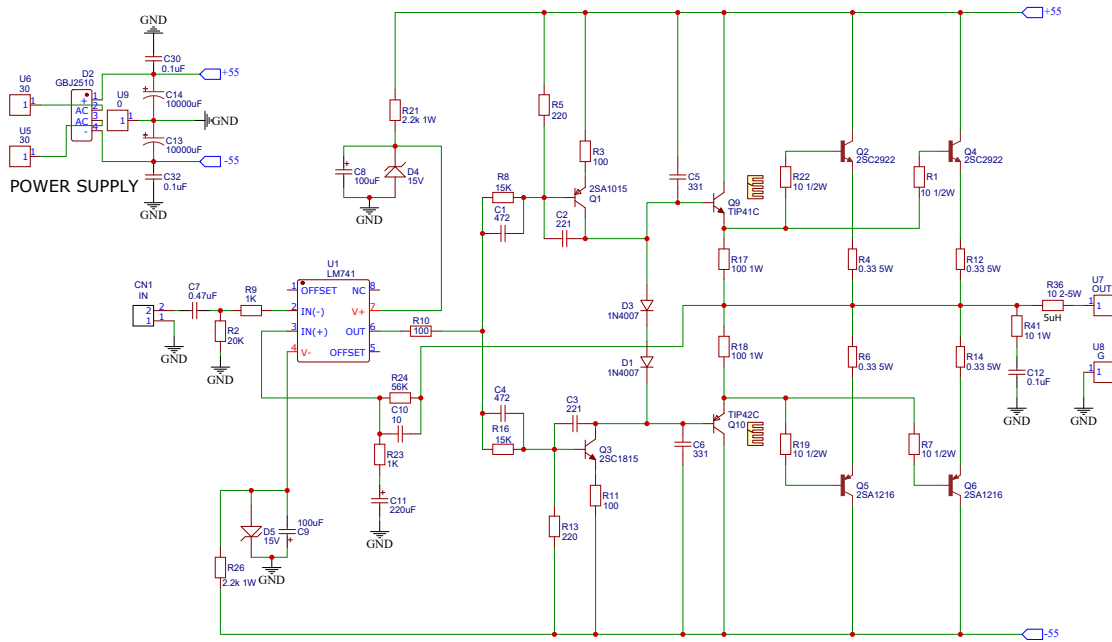 GND
C30
0.1uF
+55
U6
30
1
1
D2
GBJ2510
+
AC
AC
-
1
2
3
4
U9
0
1
1
C14
10000uF
GND
C13
10000uF
U5
30
1
1
-55
C32
0.1uF
GND
POWER SUPPLY
+55
R21
2.2k 1W
C8
100uF
D4
15V
GND
R5
220
R3
100
2SA1015
Q1
R8
15K
C1
472
C2
221
C5
331
Q9
TIP41C
R22
10 1/2W
Q2
2SC2922
R1
10 1/2W
Q4
2SC2922
R17
100 1W
R4
0.33 5W
R12
0.33 5W
CN1
IN
2
1
2
1
GND
C7
0.47uF
R9
1K
R2
20K
GND
U1
LM741
1
OFFSET
NC
8
2
IN(-)
V+
7
3
IN(+)
OUT
6
4
V-
OFFSET
5
R10
100
D3
1N4007
D1
1N4007
R18
100 1W
R6
0.33 5W
R14
0.33 5W
R36
10 2-5W
5uH
U7
OUT
1
1
R41
10 1W
C12
0.1uF
GND
U8
G
1
1
GND
R24
56K
C10
10
R23
1K
C11
220uF
GND
C4
472
R16
15K
C3
221
Q3
2SC1815
R11
100
R13
220
C6
331
TIP42C
Q10
R19
10 1/2W
Q5
2SA1216
R7
10 1/2W
Q6
2SA1216
D5
15V
100uF
C9
GND
R26
2.2k 1W
-55